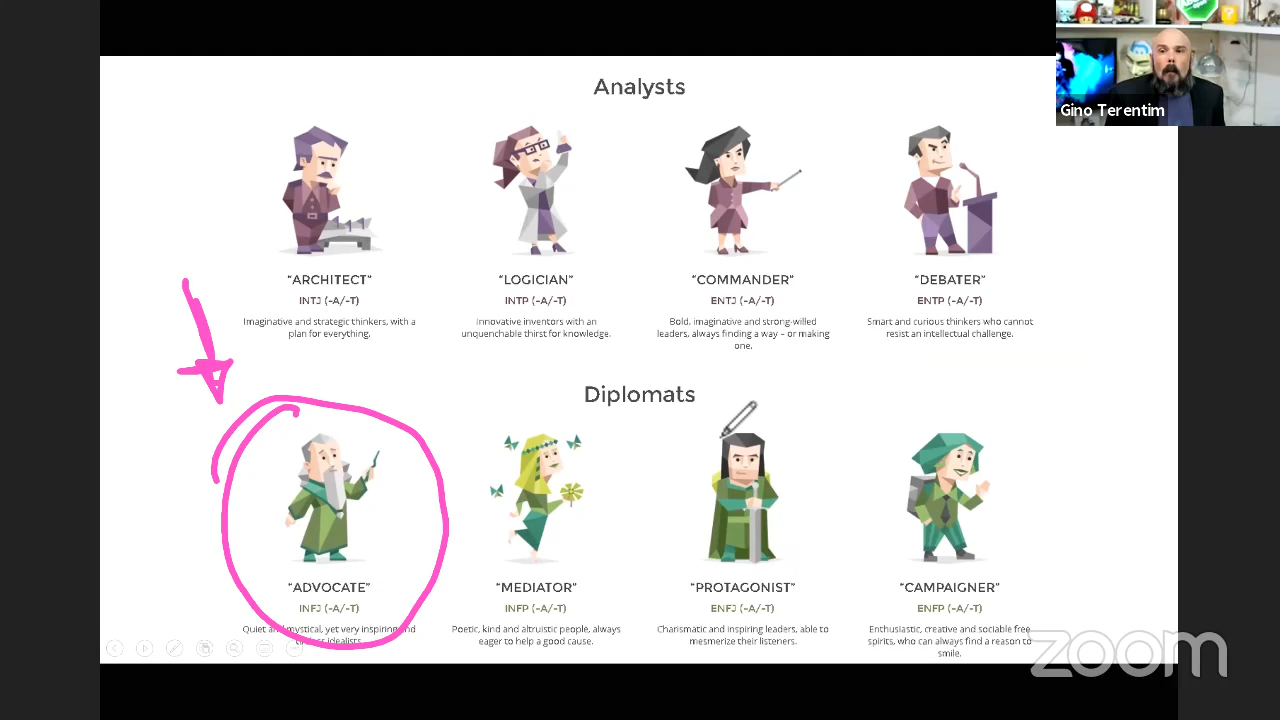 Gino Terentim
Analysts
“ARCHITECT”
INTJ (-A/-T)
Imaginative and strategic thinkers, with a
plan for everything.
“LOGICIAN”
INTP (-A/-T)
Innovative inventors with an
unquenchable thirst for knowledge.
“COMMANDER”
ENTJ (-A/-T)
Bold, imaginative and strong-willed
leaders, always finding a way – or making
one.
“DEBATER”
ENTP (-A/-T)
Smart and curious thinkers who cannot
resist an intellectual challenge.
Diplomats
“ADVOCATE”
INFJ (-A/-T)
Quiet and mystical, yet very inspiring and
idealists.
“MEDIATOR”
INFP (-A/-T)
Poetic, kind and altruistic people, always
eager to help a good cause.
“PROTAGONIST”
ENFJ (-A/-T)
Charismatic and inspiring leaders, able to
mesmerize their listeners.
“CAMPAIGNER”
ENFP (-A/-T)
Enthusiastic, creative and sociable free
spirits, who can always find a reason to
smile.
zoom